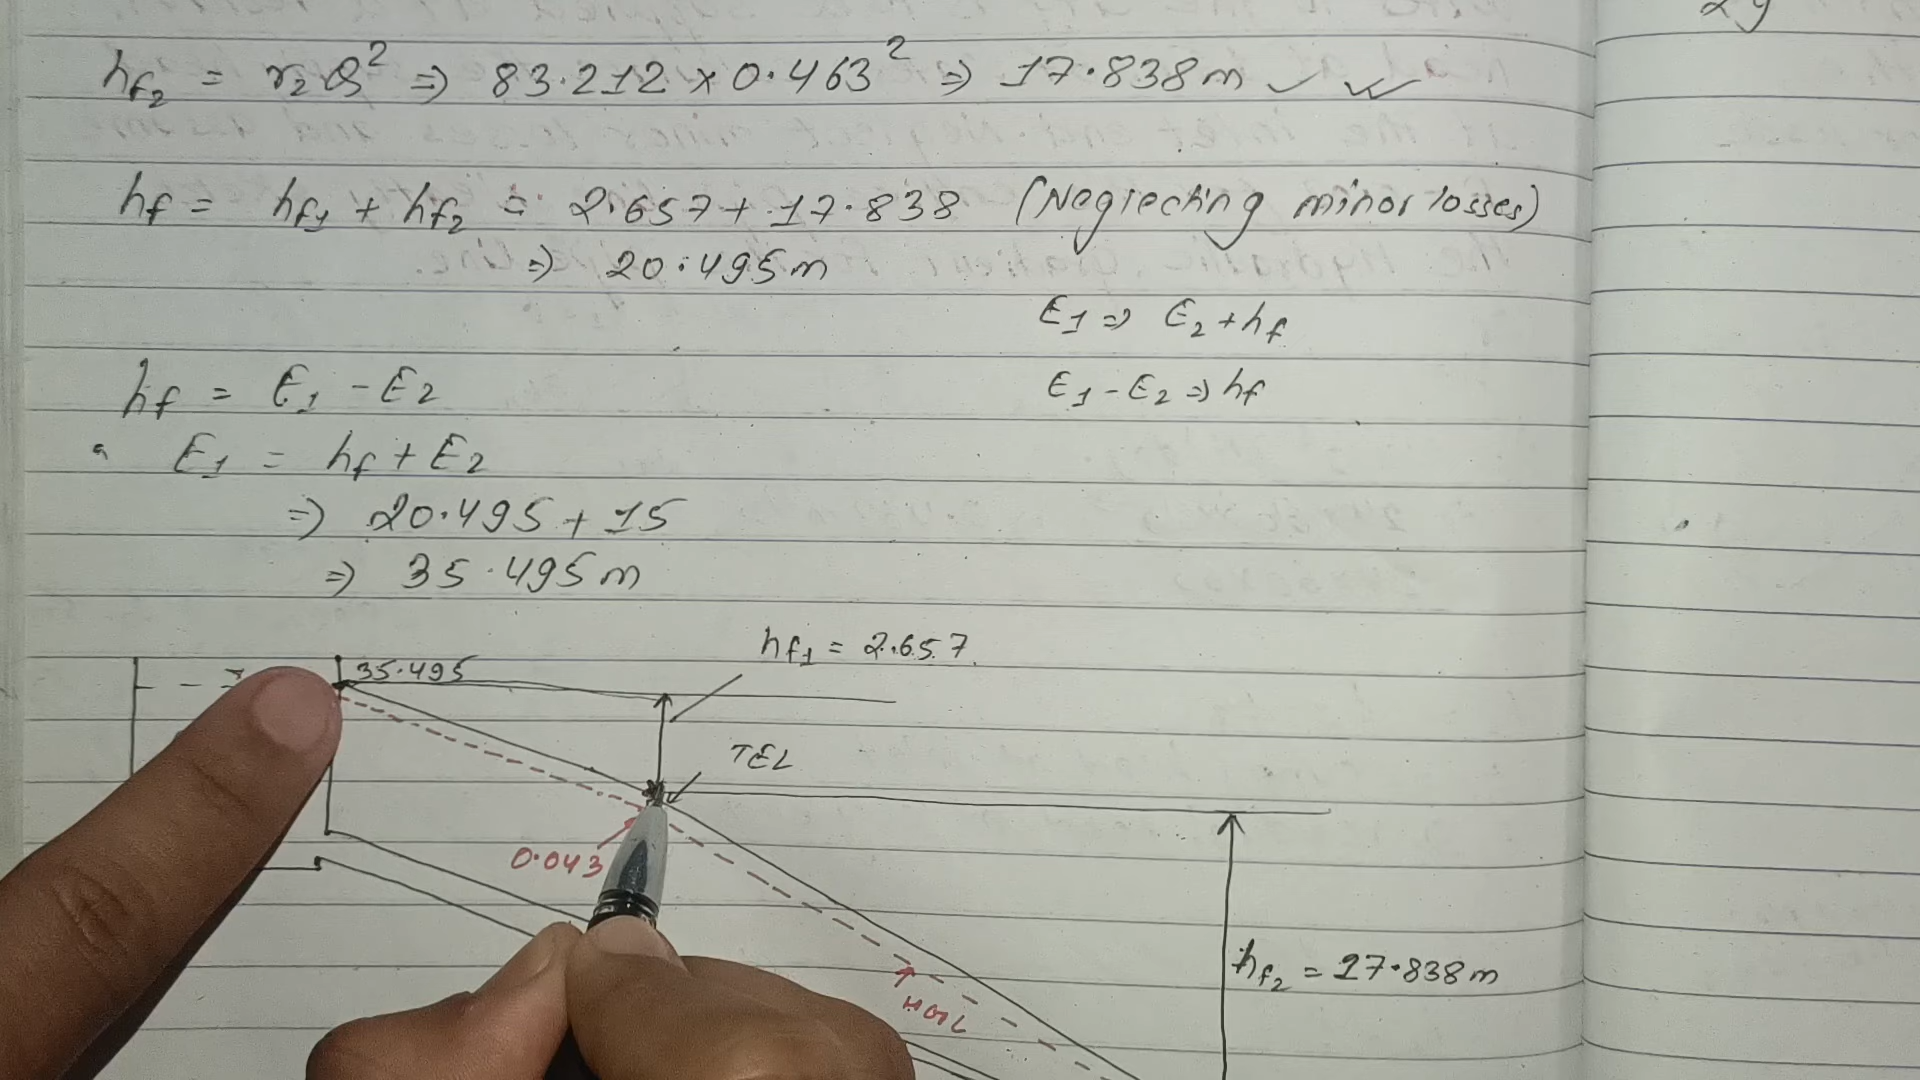 2g
hf2 = r2Q² => 83.212 × 0.463² => 17.838m
hf = hf1 + hf2 = 2.657 + 17.838 (Neglecting minor losses)
=> 20.495m
E1 => E2 + hf
hf = E1 - E2
E1 - E2 => hf
E1 = hf + E2
=> 20.495 + 15
=> 35.495m
hf1 = 2.657
35.495
TEL
0.043
hf2 = 17.838m
HGL